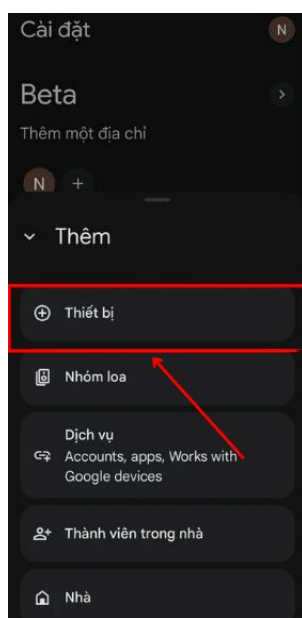 Cài đặt
N
Beta
Thêm một địa chỉ
N
Thêm
Thiết bị
Nhóm loa
Dịch vụ
Accounts, apps, Works with
Google devices
Thành viên trong nhà
Nhà